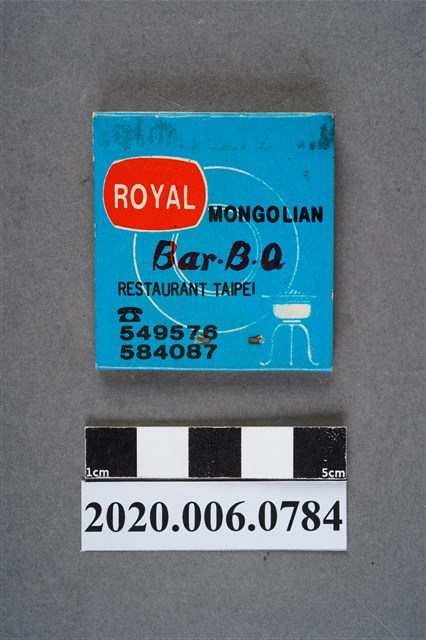 ROYAL MONGOLIAN
Bar·B·Q
RESTAURANT TAIPEI
☎
549576
584087
1cm 5cm
2020.006.0784